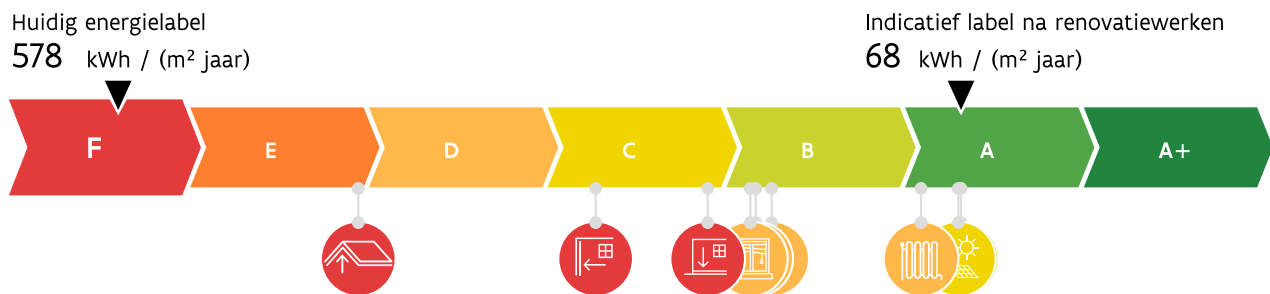 Huidig energielabel
578 kWh / (m² jaar)
Indicatief label na renovatiewerken
68 kWh / (m² jaar)
F E D C B A A+